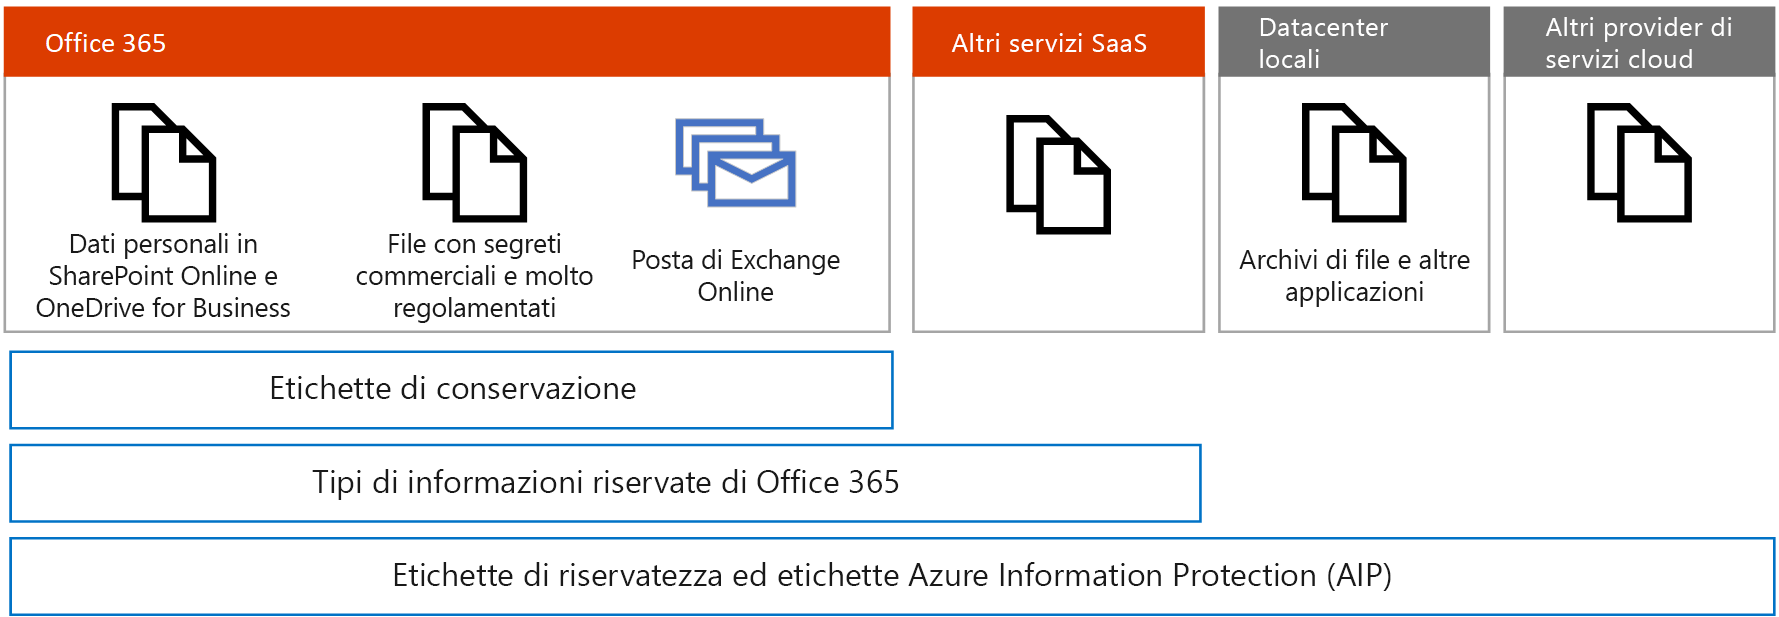 Office 365
Altri servizi SaaS
Datacenter
locali
Altri provider di
servizi cloud
Dati personali in
SharePoint Online e
OneDrive for Business
File con segreti
commerciali e molto
regolamentati
Posta di Exchange
Online
Archivi di file e altre
applicazioni
Etichette di conservazione
Tipi di informazioni riservate di Office 365
Etichette di riservatezza ed etichette Azure Information Protection (AIP)